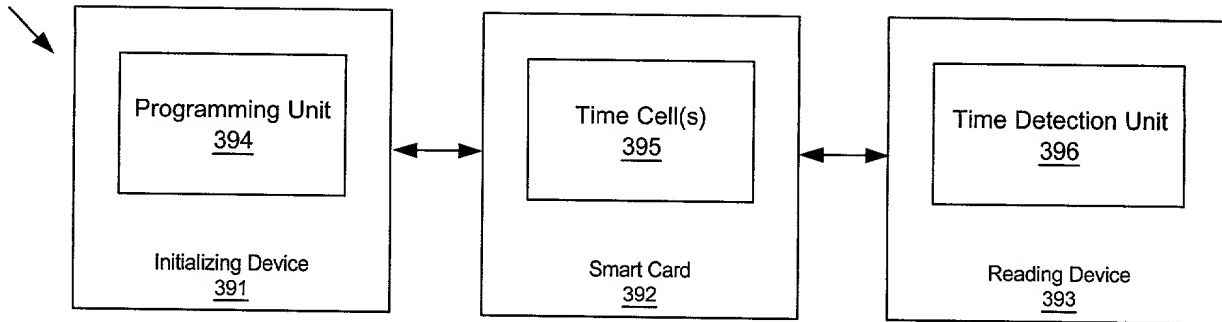 Programming Unit
394
Initializing Device
391
Time Cell(s)
395
Smart Card
392
Time Detection Unit
396
Reading Device
393